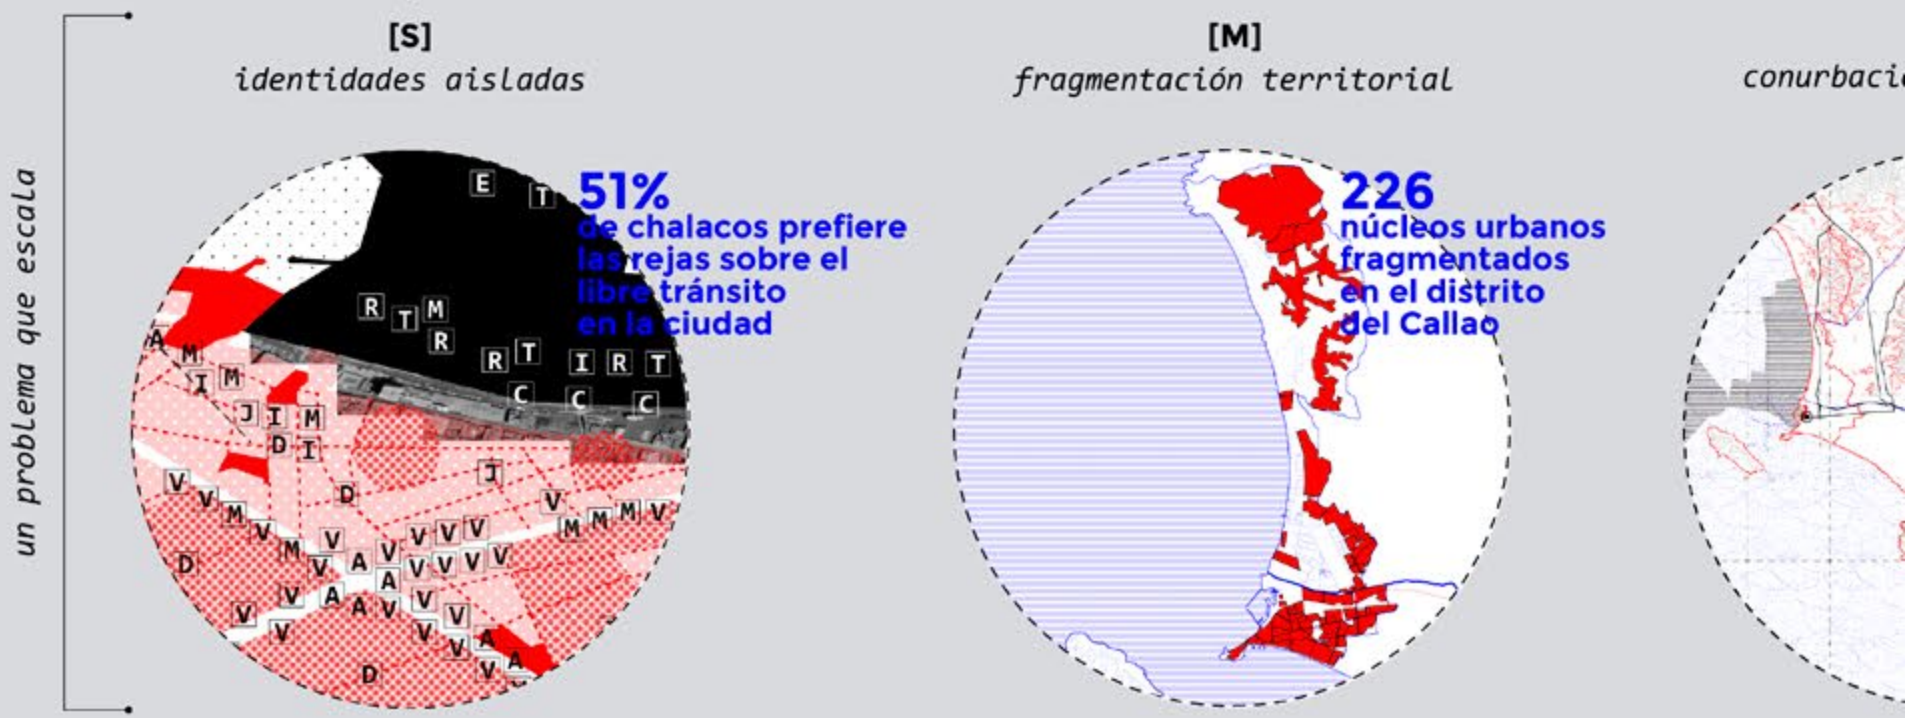 [S]
identidades aisladas
[M]
fragmentación territorial
un problema que escala
51%
de chalacos prefiere
las rejas sobre el
libre tránsito
en la ciudad
226
núcleos urbanos
fragmentados
en el distrito
del Callao
E T
R T M
R R T I R T
C C C
A M
I M
J I M
D I
J
V V M V
D
V
M M M V
M V V V V V
V A V V V V
D
A
V A A V V
V V V
V V A
V A
D